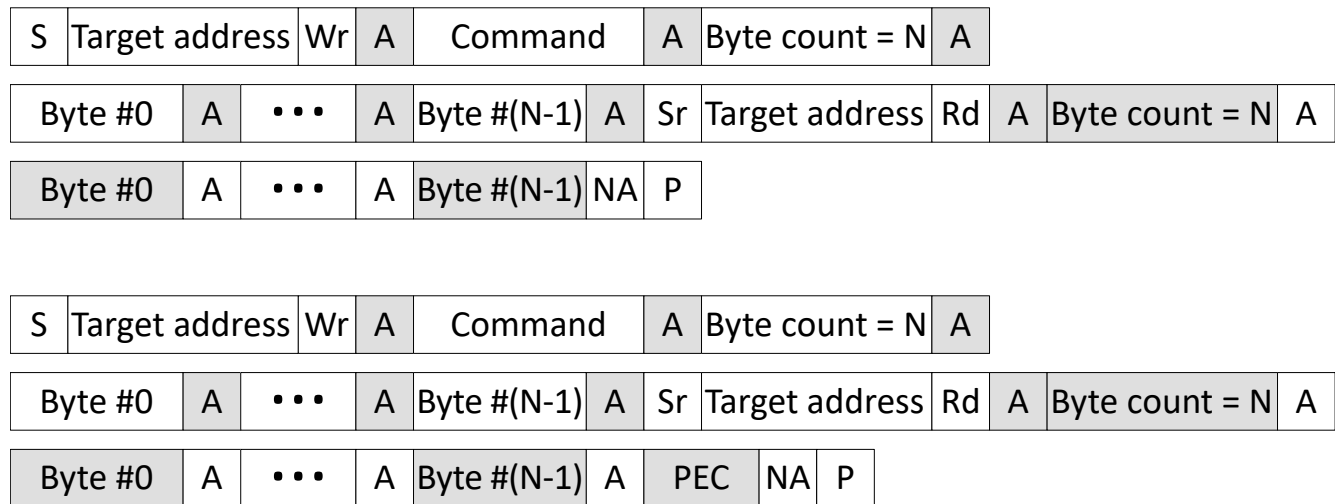 S Target address Wr A Command A Byte count = N A
Byte #0 A ••• A Byte #(N-1) A Sr Target address Rd A Byte count = N A
Byte #0 A ••• A Byte #(N-1) NA P
S Target address Wr A Command A Byte count = N A
Byte #0 A ••• A Byte #(N-1) A Sr Target address Rd A Byte count = N A
Byte #0 A ••• A Byte #(N-1) A PEC NA P